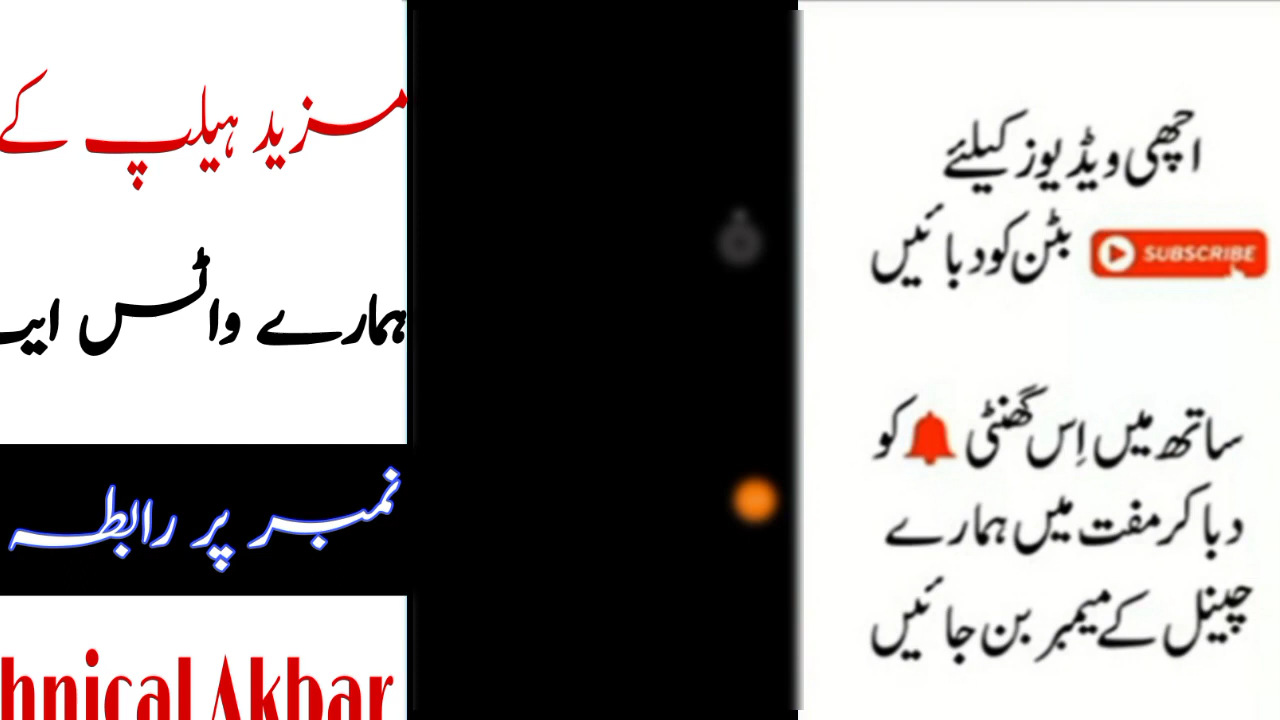 مزید ہیلپ کے
ہمارے واٹس ایپ
نمبر پر رابطہ
hnical Akbar
اچھی ویڈیوز کیلئے
SUBSCRIBE بٹن کو دبائیں
ساتھ میں اِس گھنٹی کو
دبا کر مفت میں ہمارے
چینل کے میمبر بن جائیں